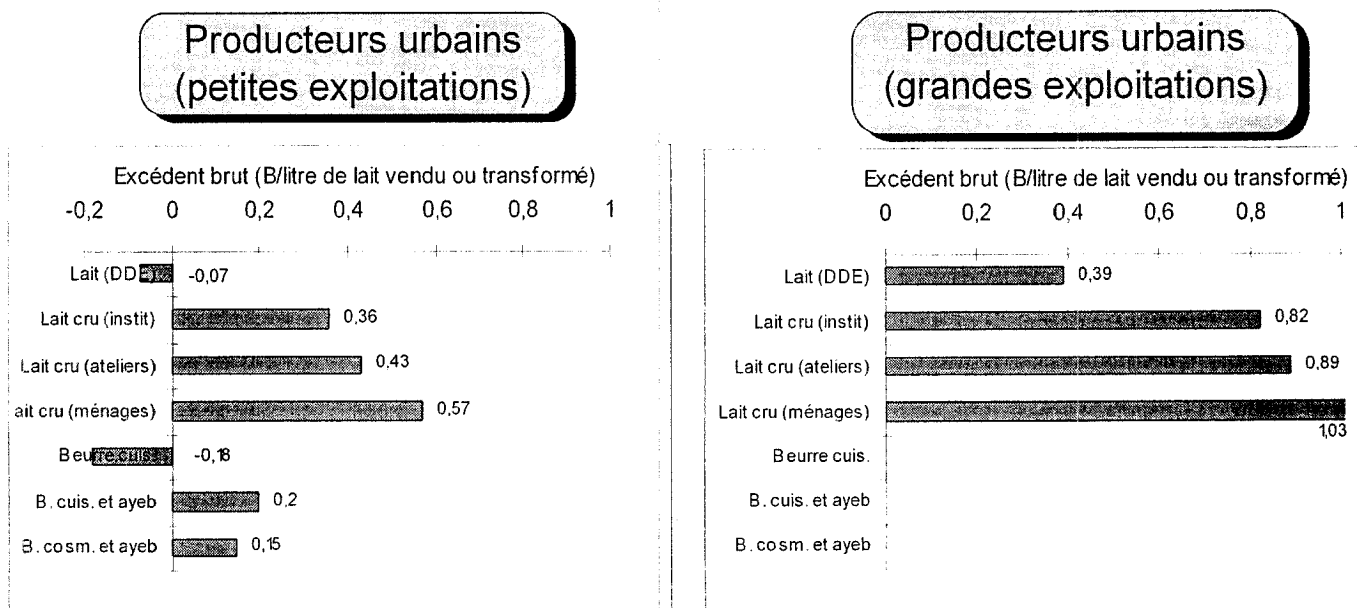 Producteurs urbains
(petites exploitations)
Excédent brut (B/litre de lait vendu ou transformé)
-0,2 0 0,2 0,4 0,6 0,8 1
Lait (DDE) -0,07
Lait cru (instit) 0,36
Lait cru (ateliers) 0,43
ait cru (ménages) 0,57
Beurre cuis. -0,18
B. cuis. et ayeb 0,2
B. cosm. et ayeb 0,15
Producteurs urbains
(grandes exploitations)
Excédent brut (B/litre de lait vendu ou transformé)
0 0,2 0,4 0,6 0,8 1
Lait (DDE) 0,39
Lait cru (instit) 0,82
Lait cru (ateliers) 0,89
Lait cru (ménages) 1,03
Beurre cuis.
B. cuis. et ayeb
B. cosm. et ayeb